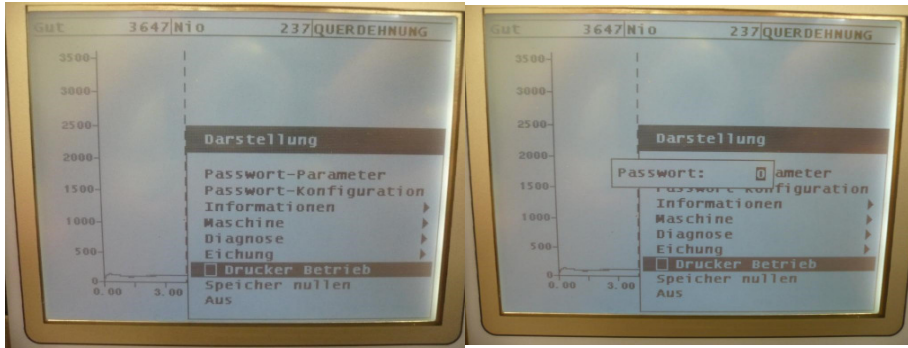 Gut 3647 Nio 237 QUERDEHNUNG
3500
3000
2500
2000
1500
1000
500
0
0.00 3.00
Darstellung
Passwort-Parameter
Passwort-Konfiguration
Informationen
Maschine
Diagnose
Eichung
Drucker Betrieb
Speicher nullen
Aus
Gut 3647 Nio 237 QUERDEHNUNG
3500
3000
2500
2000
1500
1000
500
0
0.00 3.00
Darstellung
Passwort: 0 ameter
Passwort-Konfiguration
Informationen
Maschine
Diagnose
Eichung
Drucker Betrieb
Speicher nullen
Aus